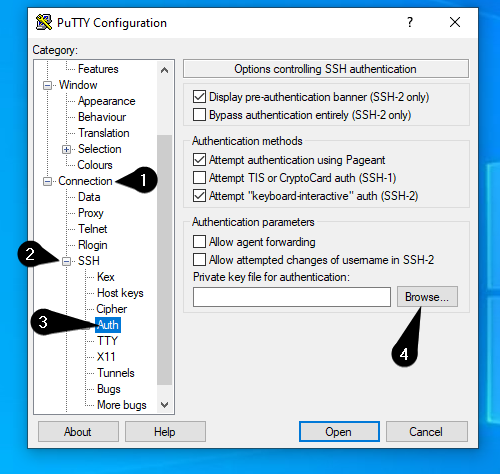 PuTTY Configuration
?
Category:
Features
Window
Appearance
Behaviour
Translation
Selection
Colours
Connection
1
Data
Proxy
Telnet
Rlogin
2
SSH
Kex
Host keys
Cipher
3
Auth
TTY
X11
Tunnels
Bugs
More bugs
Options controlling SSH authentication
Display pre-authentication banner (SSH-2 only)
Bypass authentication entirely (SSH-2 only)
Authentication methods
Attempt authentication using Pageant
Attempt TIS or CryptoCard auth (SSH-1)
Attempt "keyboard-interactive" auth (SSH-2)
Authentication parameters
Allow agent forwarding
Allow attempted changes of username in SSH-2
Private key file for authentication:
Browse...
4
About
Help
Open
Cancel